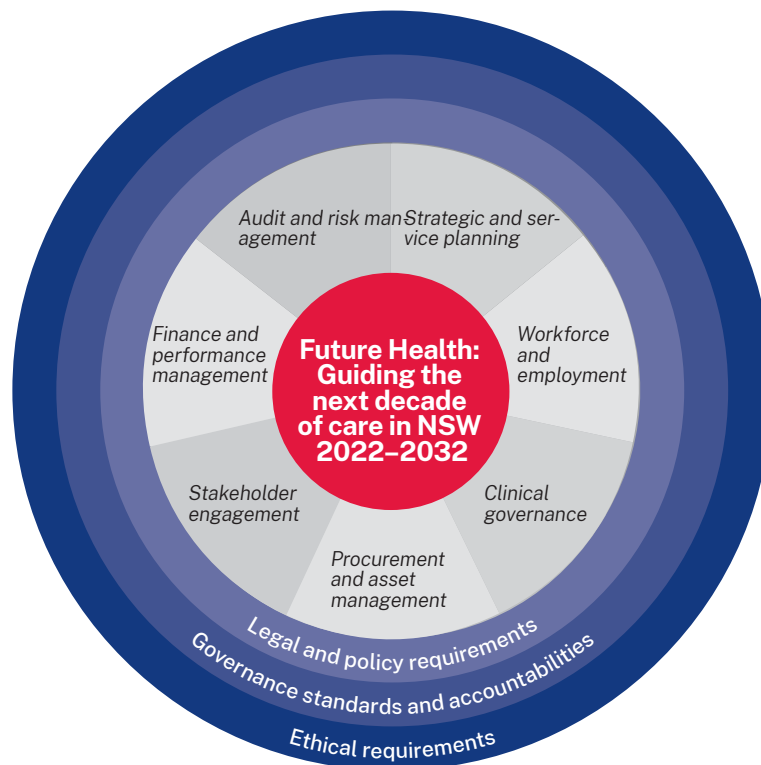 Audit and risk man-
agement
Strategic and ser-
vice planning
Finance and
performance
management
Future Health:
Guiding the
next decade
of care in NSW
2022–2032
Workforce
and
employment
Stakeholder
engagement
Clinical
governance
Procurement
and asset
management
Legal and policy requirements
Governance standards and accountabilities
Ethical requirements